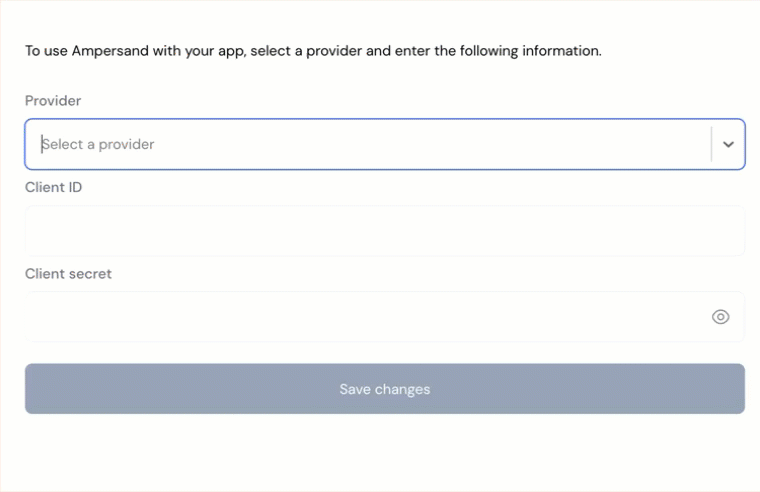 To use Ampersand with your app, select a provider and enter the following information.
Provider
Select a provider
Client ID
Client secret
Save changes